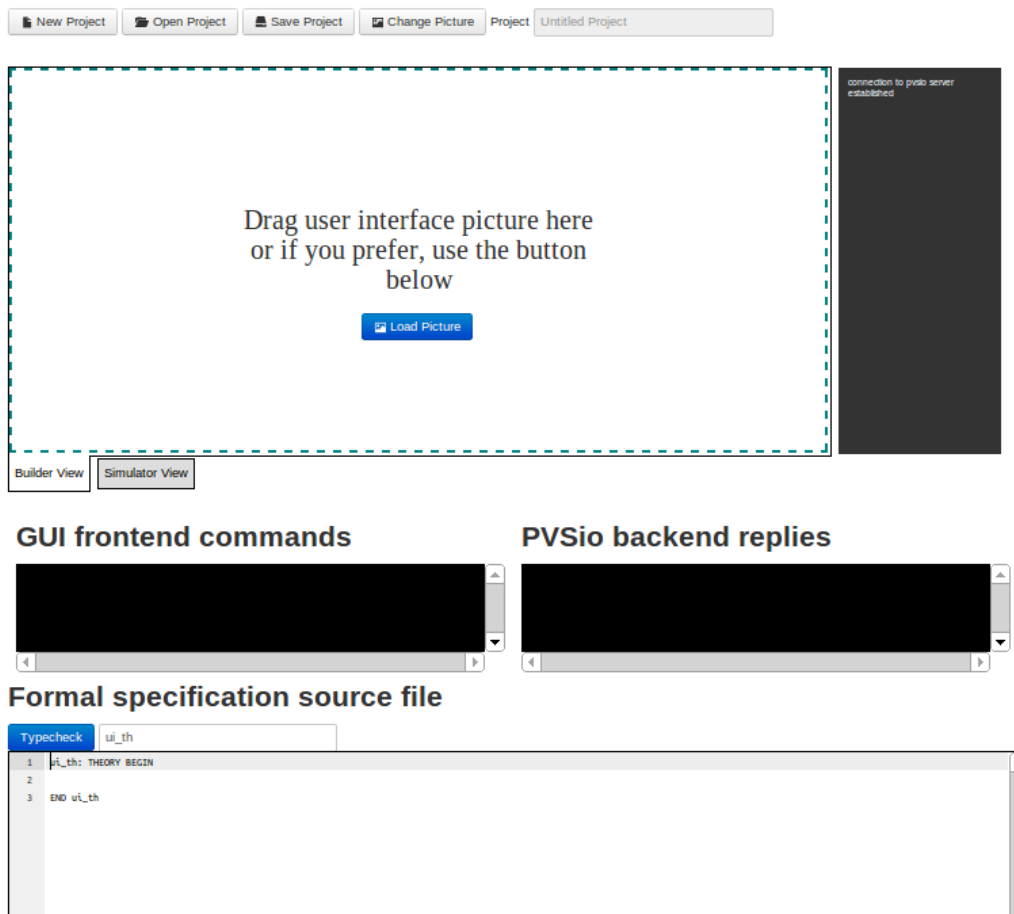 New Project Open Project Save Project Change Picture Project Untitled Project
connection to pvsio server
established
Drag user interface picture here
or if you prefer, use the button
below
Load Picture
Builder View Simulator View
GUI frontend commands PVSio backend replies
Formal specification source file
Typecheck ui_th
1 ui_th: THEORY BEGIN
2
3 END ui_th